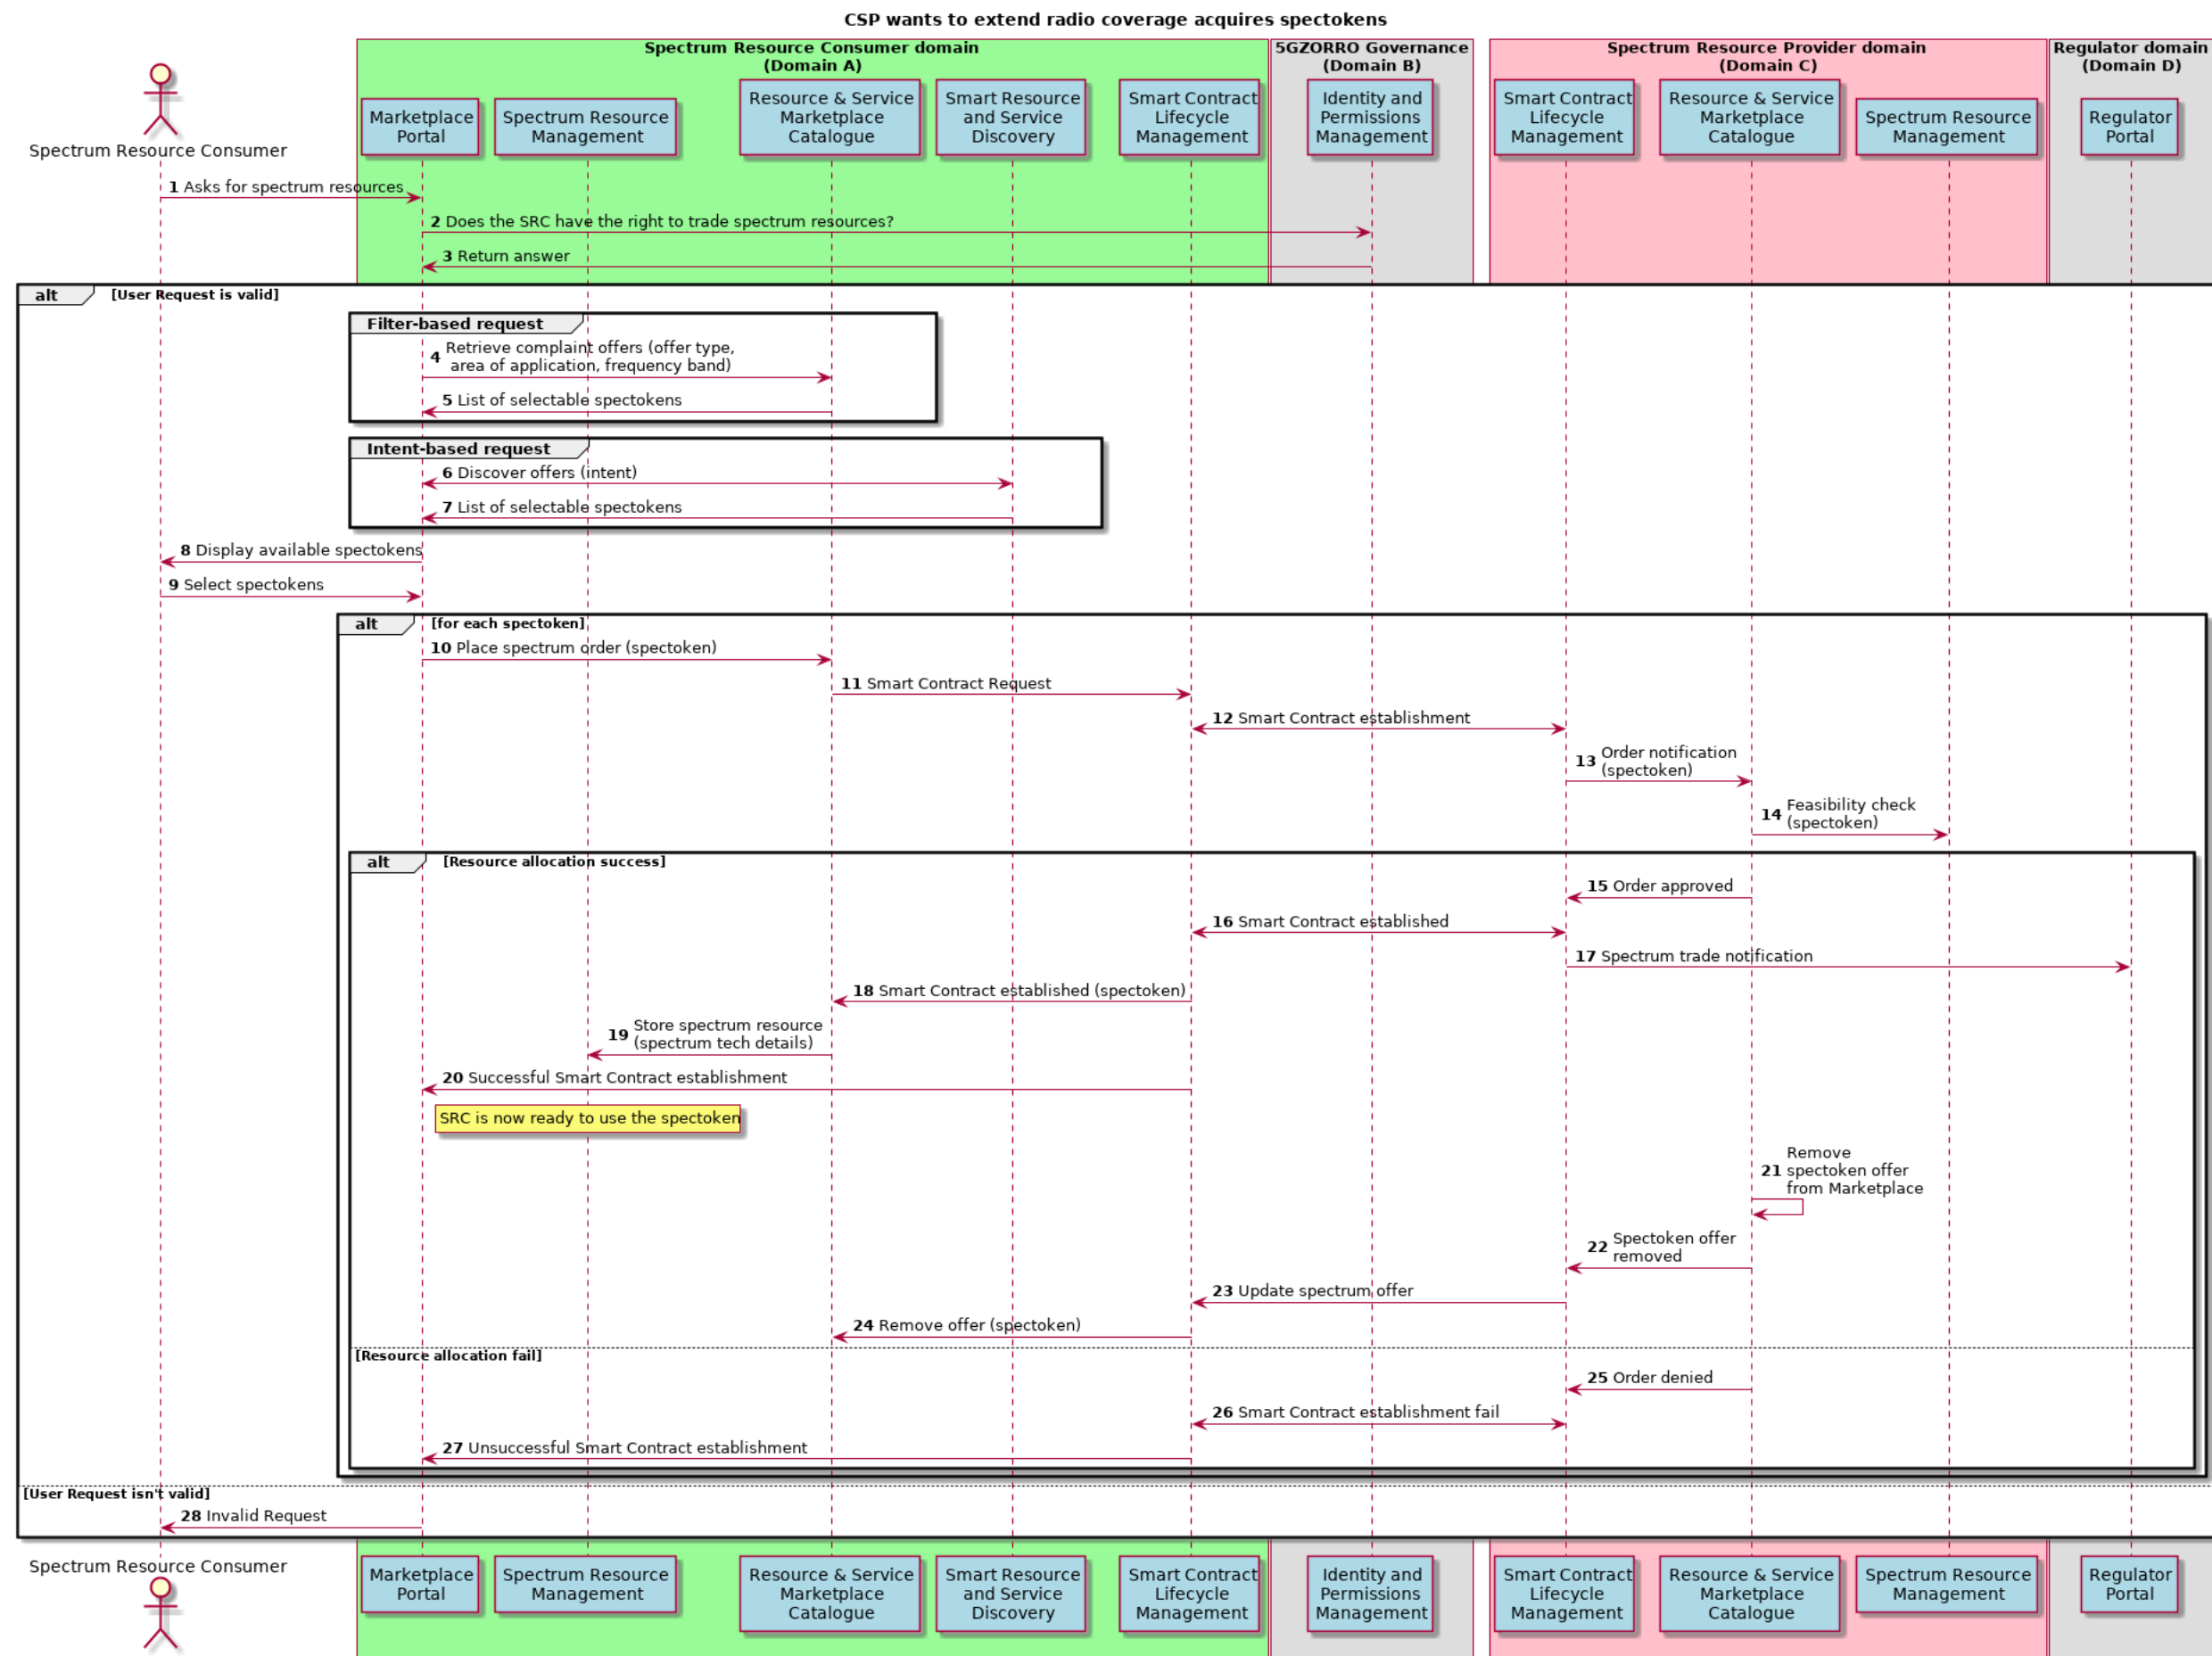 CSP wants to extend radio coverage acquires spectokens
Spectrum Resource Consumer domain
(Domain A)
5GZORRO Governance
(Domain B)
Spectrum Resource Provider domain
(Domain C)
Regulator domain
(Domain D)
Spectrum Resource Consumer
Marketplace
Portal
Spectrum Resource
Management
Resource & Service
Marketplace
Catalogue
Smart Resource
and Service
Discovery
Smart Contract
Lifecycle
Management
Identity and
Permissions
Management
Smart Contract
Lifecycle
Management
Resource & Service
Marketplace
Catalogue
Spectrum Resource
Management
Regulator
Portal
1 Asks for spectrum resources
2 Does the SRC have the right to trade spectrum resources?
3 Return answer
alt [User Request is valid]
Filter-based request
4 Retrieve complaint offers (offer type,
area of application, frequency band)
5 List of selectable spectokens
Intent-based request
6 Discover offers (intent)
7 List of selectable spectokens
8 Display available spectokens
9 Select spectokens
alt [for each spectoken]
10 Place spectrum order (spectoken)
11 Smart Contract Request
12 Smart Contract establishment
13 Order notification
(spectoken)
14 Feasibility check
(spectoken)
alt [Resource allocation success]
15 Order approved
16 Smart Contract established
17 Spectrum trade notification
18 Smart Contract established (spectoken)
19 Store spectrum resource
(spectrum tech details)
20 Successful Smart Contract establishment
SRC is now ready to use the spectoken
21 Remove
spectoken offer
from Marketplace
22 Spectoken offer
removed
23 Update spectrum offer
24 Remove offer (spectoken)
[Resource allocation fail]
25 Order denied
26 Smart Contract establishment fail
27 Unsuccessful Smart Contract establishment
[User Request isn't valid]
28 Invalid Request
Spectrum Resource Consumer
Marketplace
Portal
Spectrum Resource
Management
Resource & Service
Marketplace
Catalogue
Smart Resource
and Service
Discovery
Smart Contract
Lifecycle
Management
Identity and
Permissions
Management
Smart Contract
Lifecycle
Management
Resource & Service
Marketplace
Catalogue
Spectrum Resource
Management
Regulator
Portal